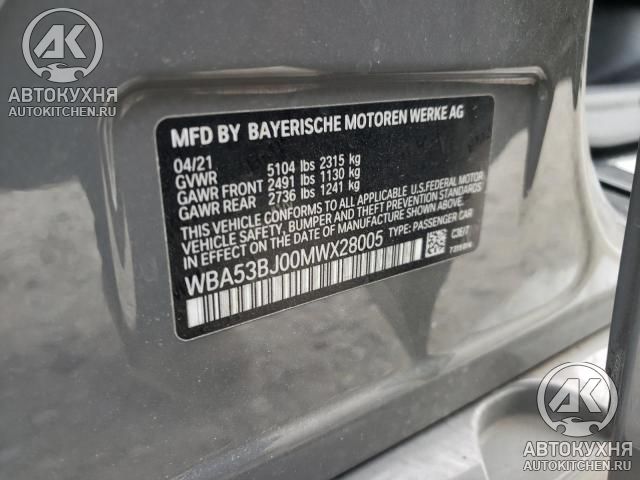 AK
АВТОКУХНЯ
AUTOKITCHEN.RU
MFD BY BAYERISCHE MOTOREN WERKE AG
04/21
GVWR 5104 lbs 2315 kg
GAWR FRONT 2491 lbs 1130 kg
GAWR REAR 2736 lbs 1241 kg
THIS VEHICLE CONFORMS TO ALL APPLICABLE U.S. FEDERAL MOTOR
VEHICLE SAFETY, BUMPER, AND THEFT PREVENTION STANDARDS
IN EFFECT ON THE DATE OF MANUFACTURE SHOWN ABOVE.
WBA53BJ00MWX28005 TYPE: PASSENGER CAR
AK
АВТОКУХНЯ
AUTOKITCHEN.RU